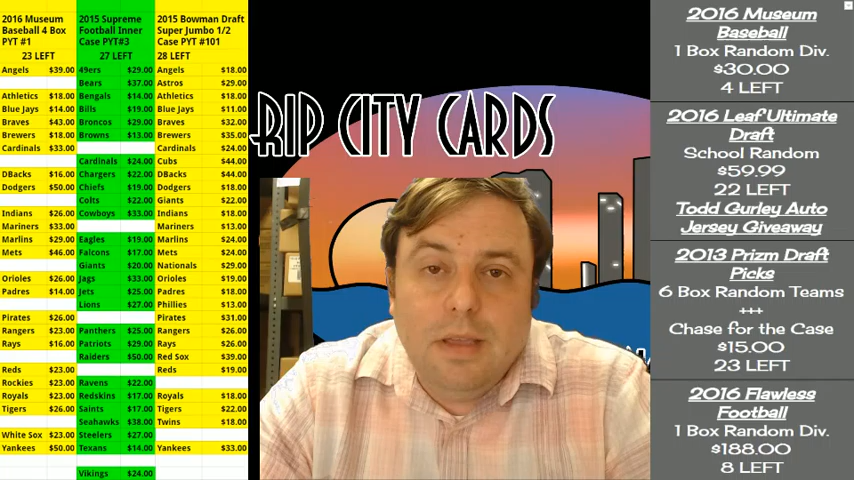 2016 Museum
Baseball 4 Box
PYT #1
23 LEFT
Angels $39.00
Athletics $18.00
Blue Jays $14.00
Braves $43.00
Brewers $18.00
Cardinals $33.00
DBacks $16.00
Dodgers $50.00
Indians $26.00
Mariners $33.00
Marlins $29.00
Mets $46.00
Orioles $26.00
Padres $14.00
Pirates $26.00
Rangers $23.00
Rays $16.00
Reds $23.00
Rockies $23.00
Royals $23.00
Tigers $26.00
White Sox $23.00
Yankees $50.00
2015 Supreme
Football Inner
Case PYT#3
27 LEFT
49ers $29.00
Bears $37.00
Bengals $14.00
Bills $19.00
Broncos $29.00
Browns $13.00
Cardinals $24.00
Chargers $22.00
Chiefs $19.00
Colts $22.00
Cowboys $33.00
Eagles $19.00
Falcons $17.00
Giants $20.00
Jags $33.00
Jets $25.00
Lions $27.00
Panthers $25.00
Patriots $29.00
Raiders $50.00
Ravens $22.00
Redskins $17.00
Saints $17.00
Seahawks $38.00
Steelers $27.00
Texans $14.00
Vikings $24.00
2015 Bowman Draft
Super Jumbo 1/2
Case PYT #101
28 LEFT
Angels $18.00
Astros $29.00
Athletics $18.00
Blue Jays $11.00
Braves $32.00
Brewers $35.00
Cardinals $24.00
Cubs $44.00
DBacks $44.00
Dodgers $18.00
Giants $22.00
Indians $18.00
Mariners $13.00
Marlins $24.00
Mets $24.00
Nationals $29.00
Orioles $19.00
Padres $18.00
Phillies $13.00
Pirates $31.00
Rangers $26.00
Rays $26.00
Red Sox $39.00
Reds $19.00
Royals $18.00
Tigers $22.00
Twins $18.00
Yankees $33.00
RIP CITY CARDS
2016 Museum
Baseball
1 Box Random Div.
$30.00
4 LEFT
2016 Leaf Ultimate
Draft
School Random
$59.99
22 LEFT
Todd Gurley Auto
Jersey Giveaway
2013 Prizm Draft
Picks
6 Box Random Teams
+++
Chase for the Case
$15.00
23 LEFT
2016 Flawless
Football
1 Box Random Div.
$188.00
8 LEFT